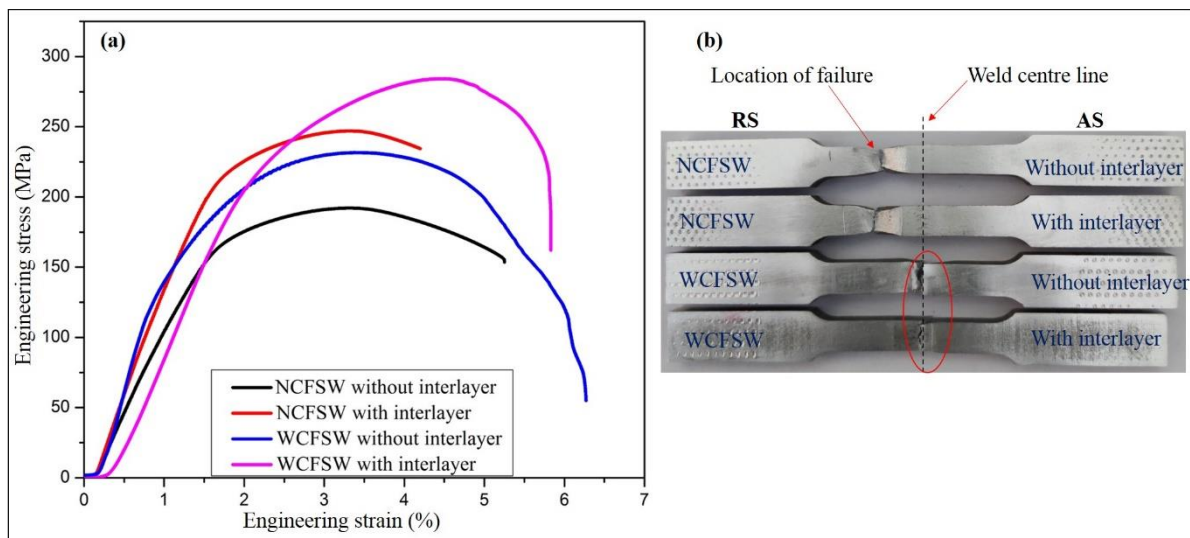 (a)
300
250
200
150
100
50
0
Engineering stress (MPa)
NCFSW without interlayer
NCFSW with interlayer
WCFSW without interlayer
WCFSW with interlayer
0 1 2 3 4 5 6 7
Engineering strain (%)
(b)
Location of failure Weld centre line
RS AS
NCFSW Without interlayer
NCFSW With interlayer
WCFSW Without interlayer
WCFSW With interlayer